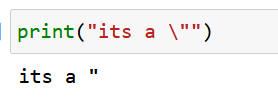 print("its a \"")
its a "